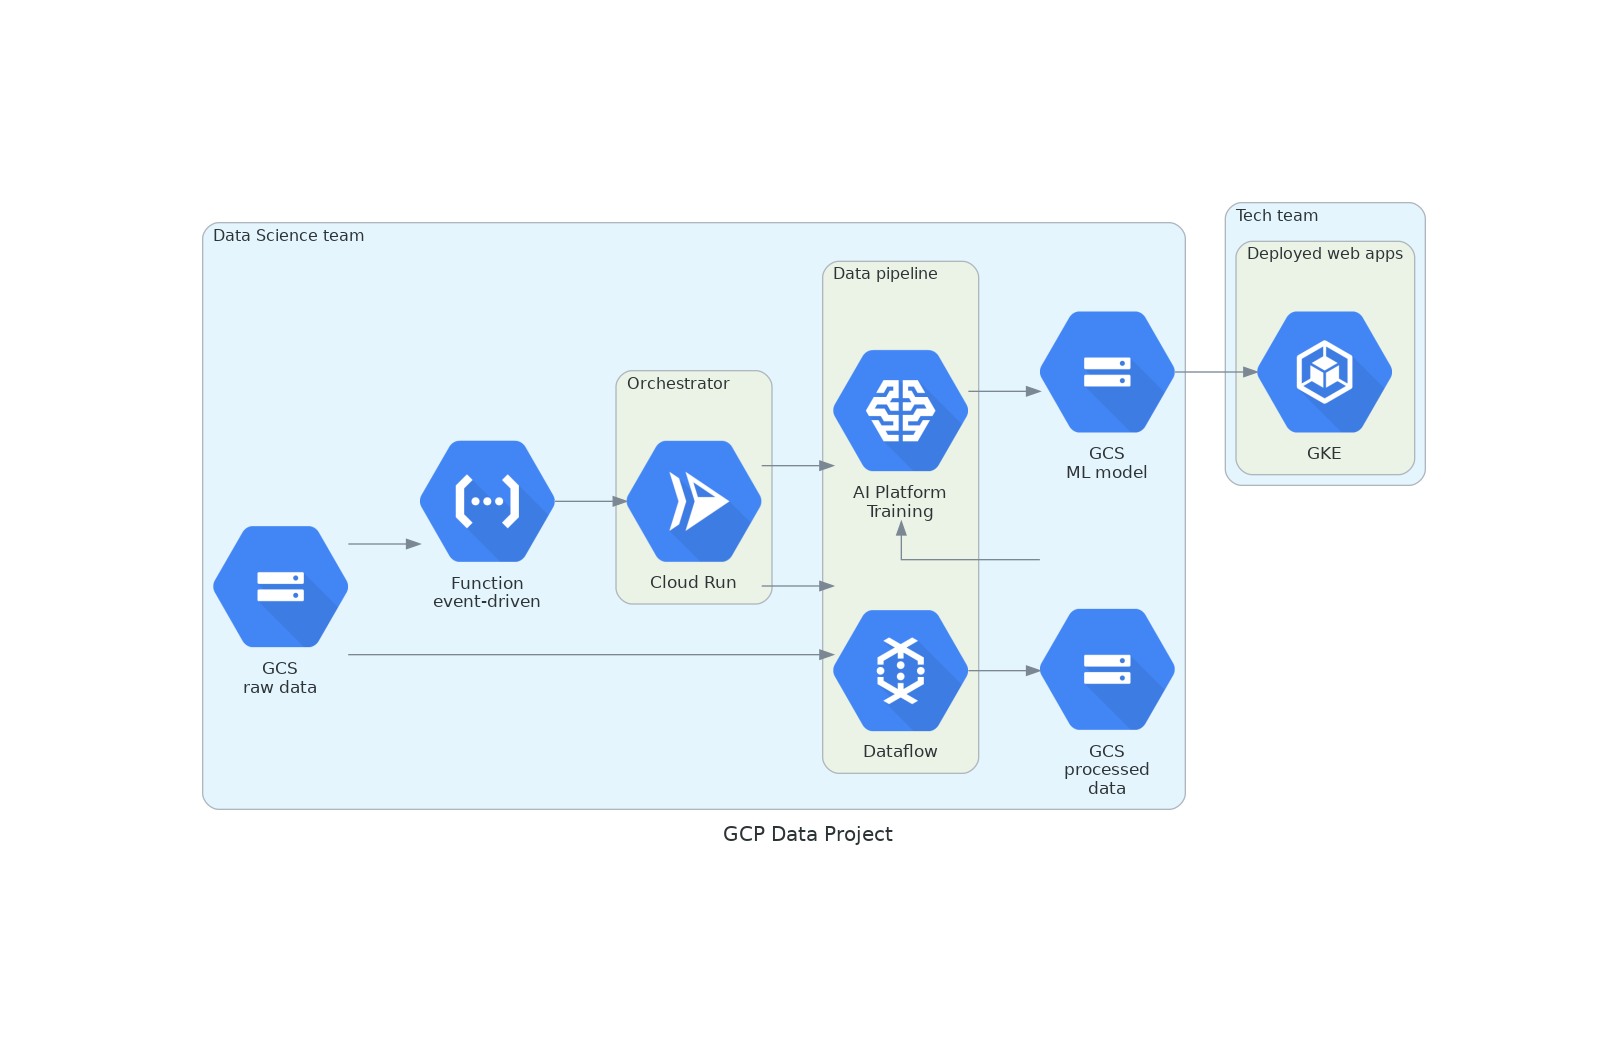 Tech team
Data Science team
Deployed web apps
Data pipeline
Orchestrator
GCS
ML model
GKE
AI Platform
Training
Function
event-driven
Cloud Run
GCS
raw data
Dataflow
GCS
processed
data
GCP Data Project